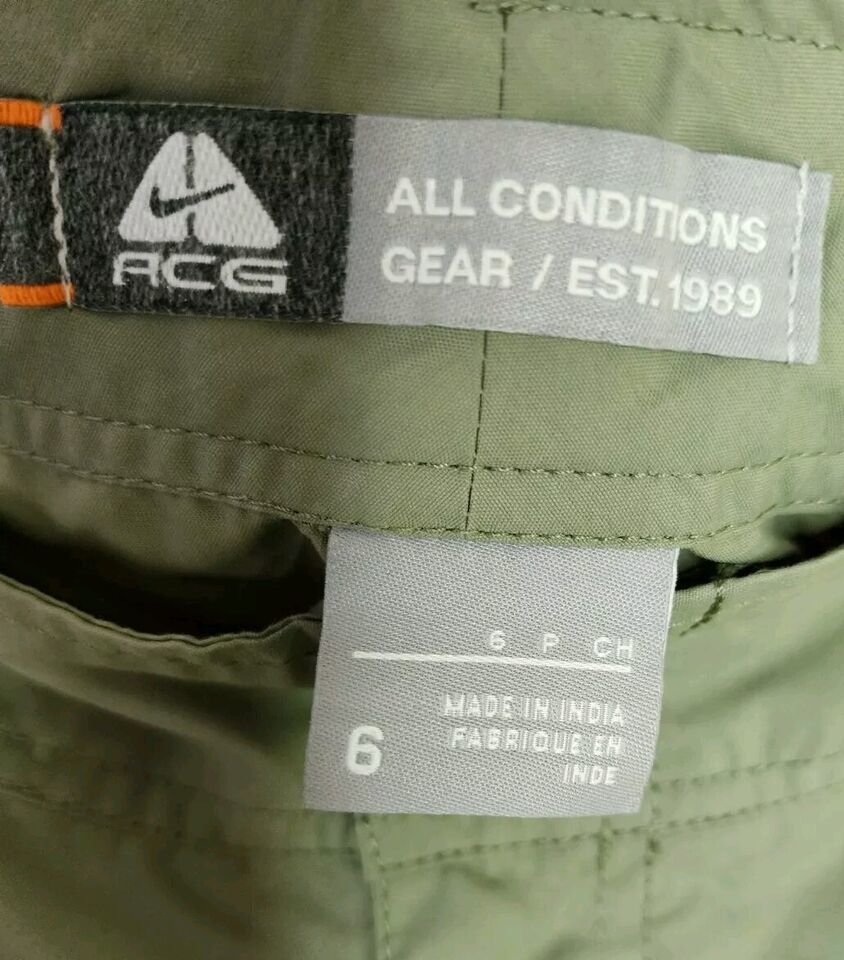 ACG
ALL CONDITIONS
GEAR / EST. 1989
6 P CH
6
MADE IN INDIA
FABRIQUE EN
INDE